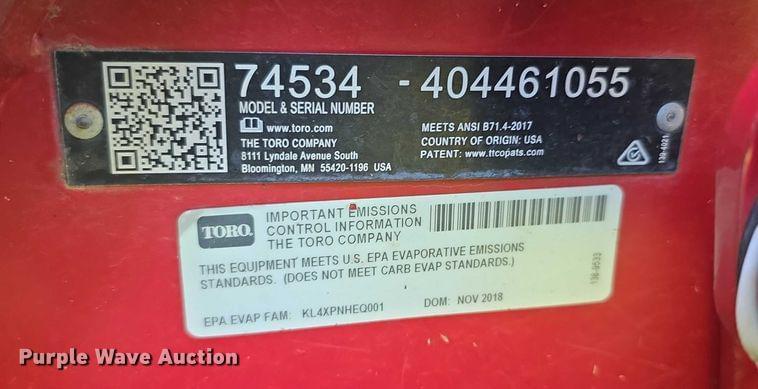 74534 - 404461055
MODEL & SERIAL NUMBER
www.toro.com
THE TORO COMPANY
8111 Lyndale Avenue South
Bloomington, MN 55420-1196 USA
MEETS ANSI B71.4-2017
COUNTRY OF ORIGIN: USA
PATENT: www.ttcopats.com
TORO.
IMPORTANT EMISSIONS
CONTROL INFORMATION
THE TORO COMPANY
THIS EQUIPMENT MEETS U.S. EPA EVAPORATIVE EMISSIONS
STANDARDS. (DOES NOT MEET CARB EVAP STANDARDS.)
EPA EVAP FAM: KL4XPNHEQ001 DOM: NOV 2018
136-9533
Purple Wave Auction